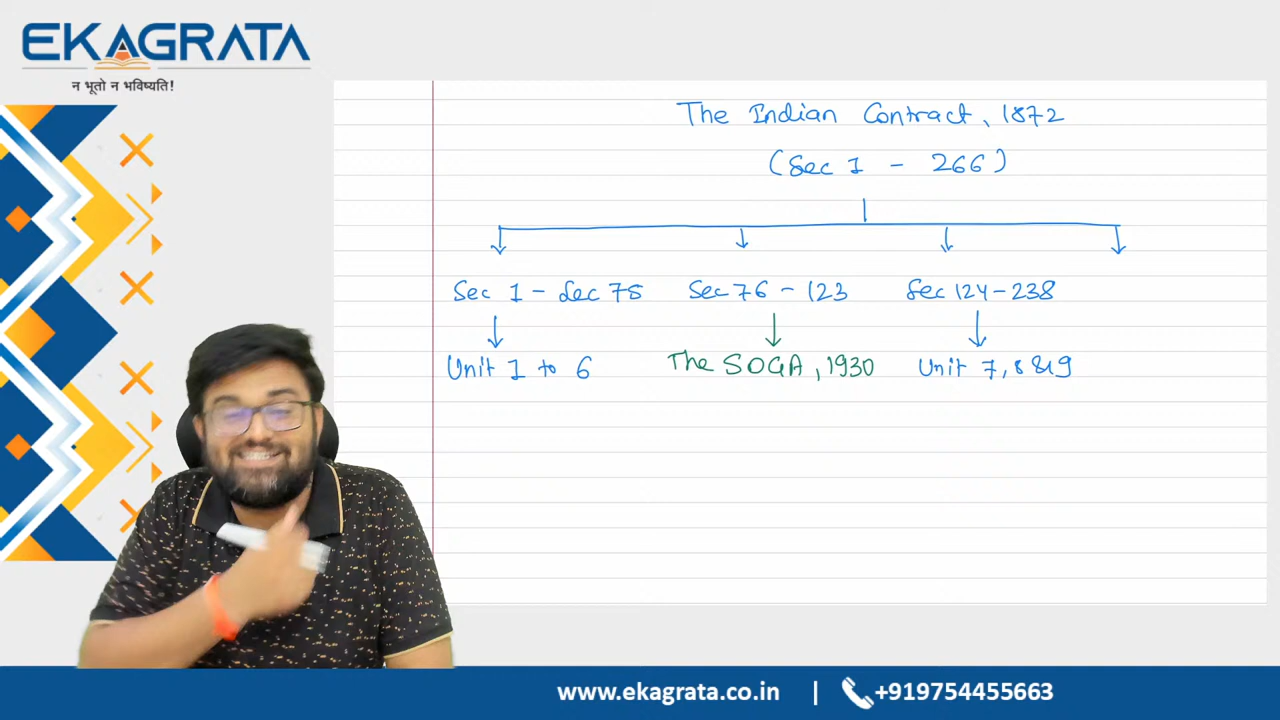 EKAGRATA
न भूतो न भविष्यति!
The Indian Contract, 1872
(Sec 1 - 266)
Sec 1 - Sec 75 Sec 76 - 123 Sec 124 - 238
Unit 1 to 6 The SOGA, 1930 Unit 7, 8 & 9
www.ekagrata.co.in | +919754455663